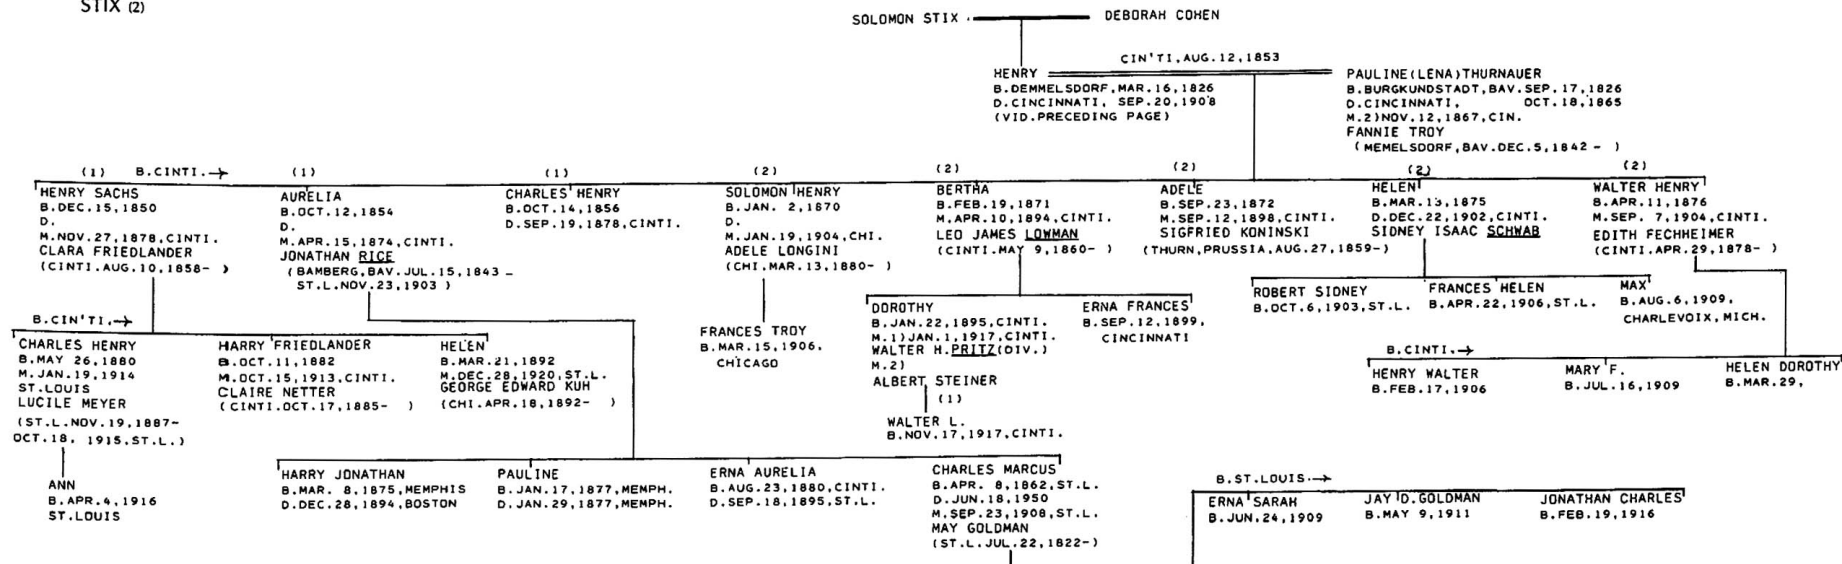 STIX (2)
SOLOMON STIX DEBORAH COHEN
CIN'TI,AUG.12,1853
HENRY
B.DEMMELSDORF,MAR.16,1826
D.CINCINNATI, SEP.20,1908
(VID.PRECEDING PAGE)
PAULINE(LENA)THURNAUER
B.BURGKUNDSTADT,BAV.SEP.17,1826
D.CINCINNATI, OCT.18,1865
M.2)NOV.12,1867,CIN.
FANNIE TROY
(MEMELSDORF,BAV.DEC.5,1842- )
(1) B.CINTI.→ (1) (1) (2) (2) (2) (2) (2)
HENRY SACHS
B.DEC.15,1850
D.
M.NOV.27,1878,CINTI.
CLARA FRIEDLANDER
(CINTI.AUG.10,1858- )
AURELIA
B.OCT.12,1854
D.
M.APR.15,1874,CINTI.
JONATHAN RICE
(BAMBERG,BAV.JUL.15,1843 -
ST.L.NOV.23,1903 )
CHARLES HENRY
B.OCT.14,1856
D.SEP.19,1878,CINTI.
SOLOMON HENRY
B.JAN. 2,1870
D.
M.JAN.19,1904,CHI.
ADELE LONGINI
(CHI.MAR.13,1880- )
BERTHA
B.FEB.19,1871
M.APR.10,1894,CINTI.
LEO JAMES LOWMAN
(CINTI.MAY 9,1860- )
ADELE
B.SEP.23,1872
M.SEP.12,1898,CINTI.
SIGFRIED KONINSKI
(THURN,PRUSSIA,AUG.27,1859-)
HELEN
B.MAR.13,1875
D.DEC.22,1902,CINTI.
SIDNEY ISAAC SCHWAB
WALTER HENRY
B.APR.11,1876
M.SEP. 7,1904,CINTI.
EDITH FECHHEIMER
(CINTI.APR.29,1878- )
B.CIN'TI.→
CHARLES HENRY
B.MAY 26,1880
M.JAN.19,1914
ST.LOUIS
LUCILE MEYER
(ST.L.NOV.19,1887-
OCT.18, 1915,ST.L.)
HARRY FRIEDLANDER
B.OCT.11,1882
M.OCT.15,1913,CINTI.
CLAIRE NETTER
(CINTI.OCT.17,1885- )
HELEN
B.MAR.21,1892
M.DEC.28,1920,ST.L.
GEORGE EDWARD KUH
(CHI.APR.18,1892- )
FRANCES TROY
B.MAR.15,1906.
CHICAGO
DOROTHY
B.JAN.22,1895,CINTI.
M.1)JAN.1,1917,CINTI.
WALTER H.PRITZ(DIV.)
M.2)
ALBERT STEINER
(1)
WALTER L.
B.NOV.17,1917,CINTI.
ERNA FRANCES
B.SEP.12,1899,
CINCINNATI
ROBERT SIDNEY
B.OCT.6,1903,ST.L.
FRANCES HELEN
B.APR.22,1906,ST.L.
MAX
B.AUG.6,1909,
CHARLEVOIX,MICH.
B.CINTI.→
HENRY WALTER
B.FEB.17,1906
MARY F.
B.JUL.16,1909
HELEN DOROTHY
B.MAR.29,
ANN
B.APR.4,1916
ST.LOUIS
HARRY JONATHAN
B.MAR. 8,1875,MEMPHIS
D.DEC.28,1894,BOSTON
PAULINE
B.JAN.17,1877,MEMPH.
D.JAN.29,1877,MEMPH.
ERNA AURELIA
B.AUG.23,1880,CINTI.
D.SEP.18,1895,ST.L.
CHARLES MARCUS
B.APR. 8,1862,ST.L.
D.JUN.18,1950
M.SEP.23,1908,ST.L.
MAY GOLDMAN
(ST.L.JUL.22,1822-)
B.ST.LOUIS.→
ERNA SARAH
B.JUN.24,1909
JAY D.GOLDMAN
B.MAY 9,1911
JONATHAN CHARLES
B.FEB.19,1916